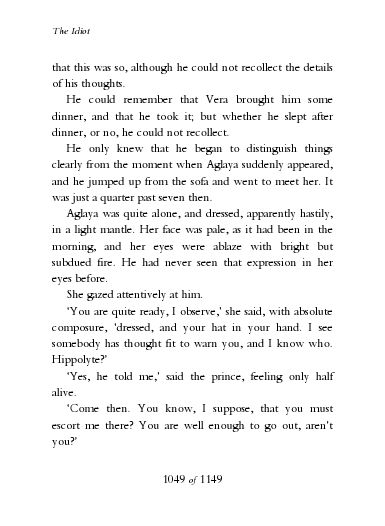 The Idiot
that this was so, although he could not recollect the details
of his thoughts.
He could remember that Vera brought him some
dinner, and that he took it; but whether he slept after
dinner, or no, he could not recollect.
He only knew that he began to distinguish things
clearly from the moment when Aglaya suddenly appeared,
and he jumped up from the sofa and went to meet her. It
was just a quarter past seven then.
Aglaya was quite alone, and dressed, apparently hastily,
in a light mantle. Her face was pale, as it had been in the
morning, and her eyes were ablaze with bright but
subdued fire. He had never seen that expression in her
eyes before.
She gazed attentively at him.
'You are quite ready, I observe,' she said, with absolute
composure, 'dressed, and your hat in your hand. I see
somebody has thought fit to warn you, and I know who.
Hippolyte?'
'Yes, he told me,' said the prince, feeling only half
alive.
'Come then. You know, I suppose, that you must
escort me there? You are well enough to go out, aren't
you?'
1049 of 1149